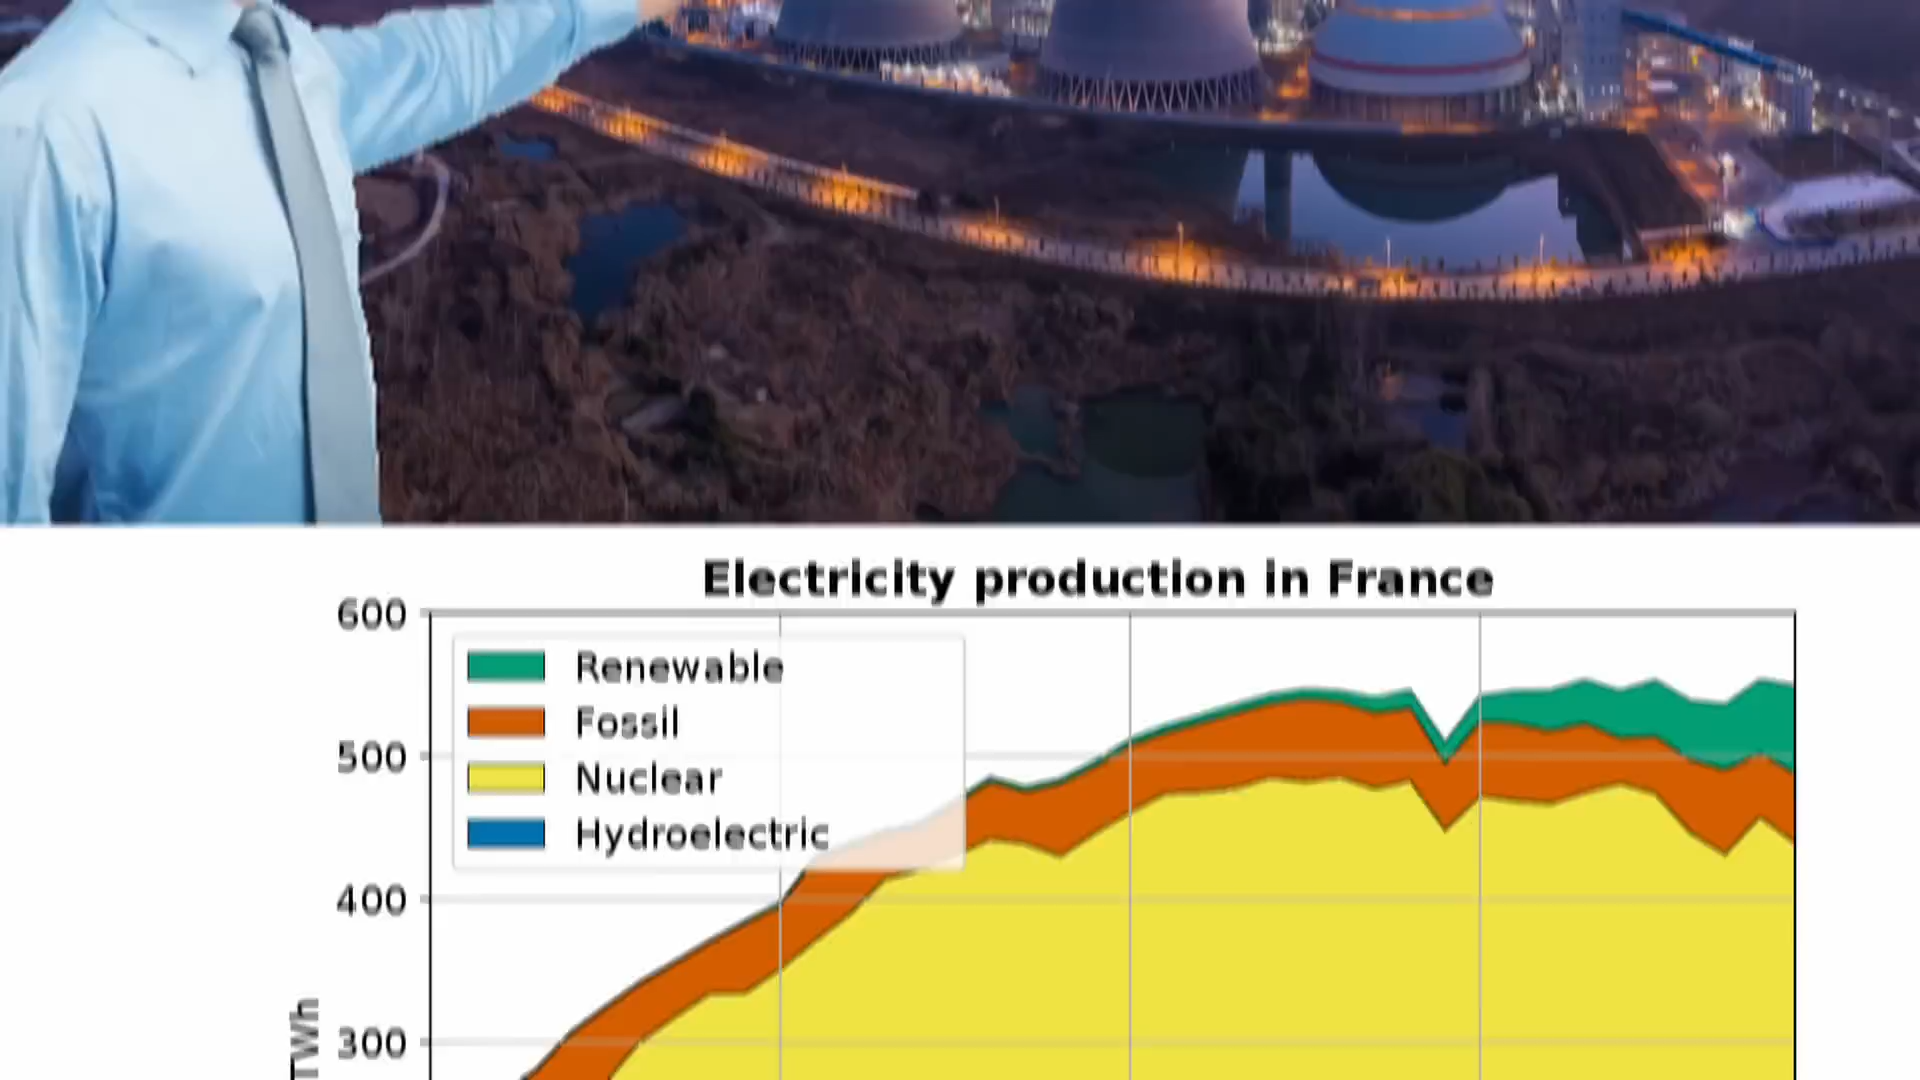 Electricity production in France
600
Renewable
Fossil
500
Nuclear
Hydroelectric
400
TWh
300